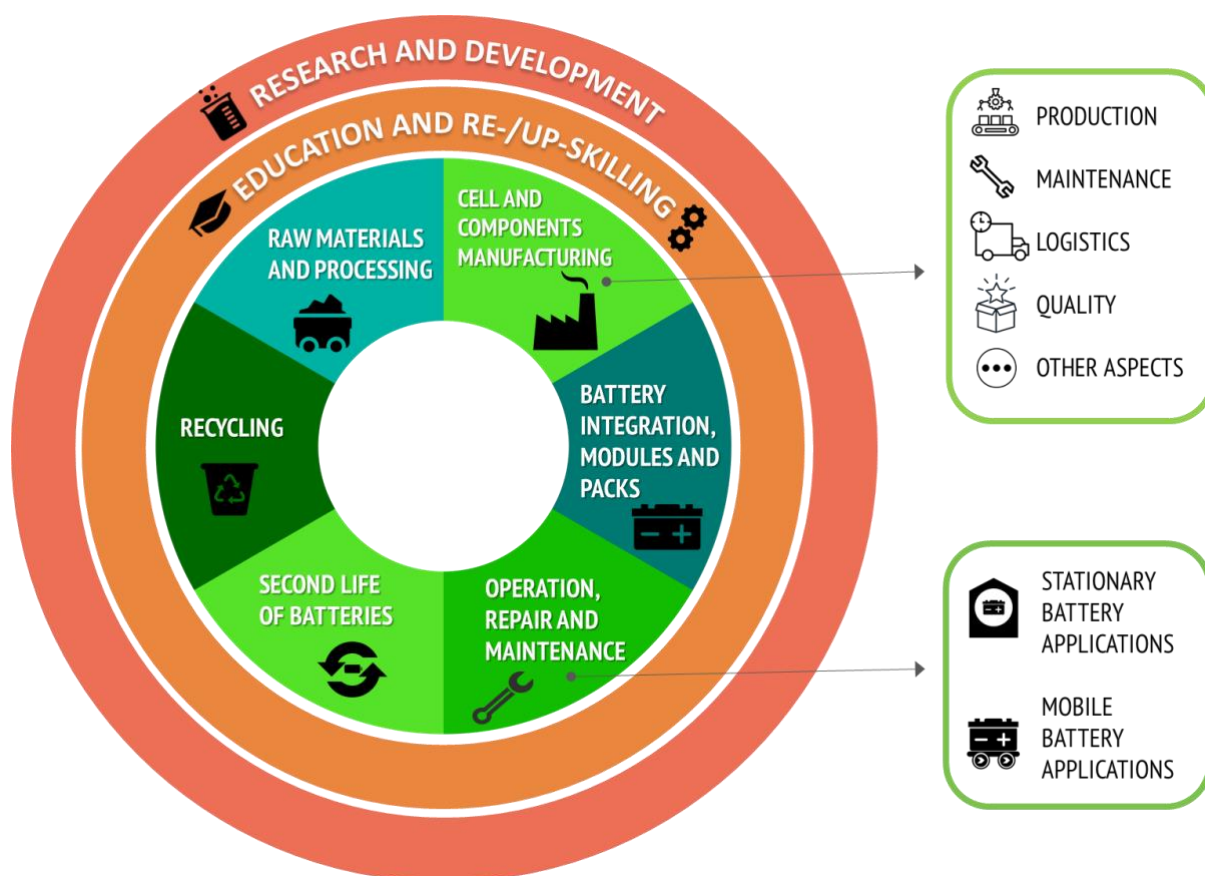 RESEARCH AND DEVELOPMENT
EDUCATION AND RE-/UP-SKILLING
RAW MATERIALS
AND PROCESSING
CELL AND
COMPONENTS
MANUFACTURING
BATTERY
INTEGRATION,
MODULES AND
PACKS
OPERATION,
REPAIR AND
MAINTENANCE
SECOND LIFE
OF BATTERIES
RECYCLING
PRODUCTION
MAINTENANCE
LOGISTICS
QUALITY
OTHER ASPECTS
STATIONARY
BATTERY
APPLICATIONS
MOBILE
BATTERY
APPLICATIONS